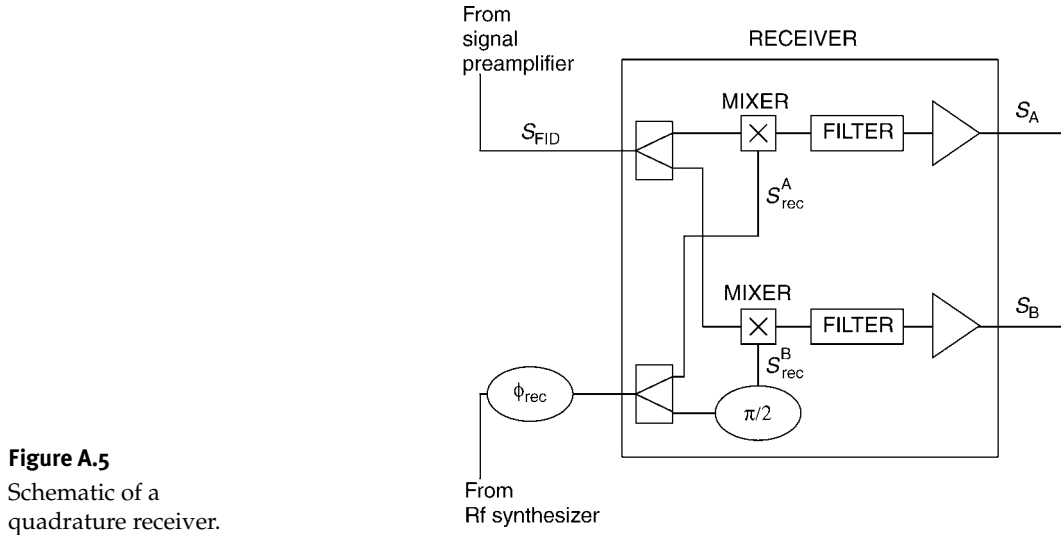 From
signal
preamplifier
RECEIVER
MIXER
S_A
S_FID
× FILTER
S^A_rec
MIXER
S_B
× FILTER
S^B_rec
ϕ_rec
π/2
From
Rf synthesizer
Figure A.5
Schematic of a
quadrature receiver.